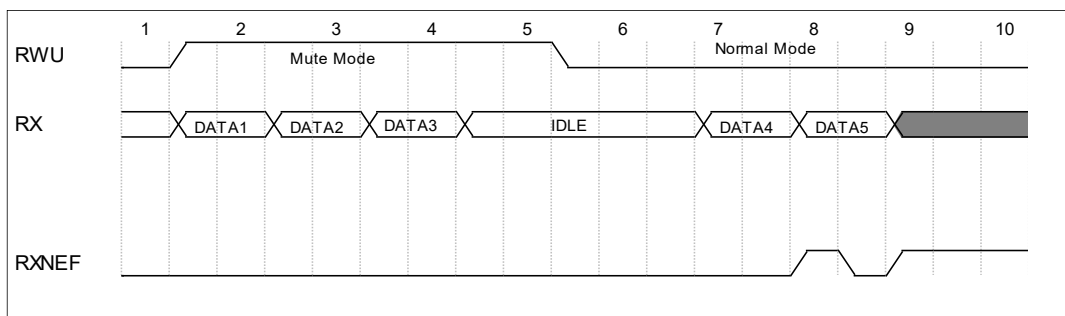 1 2 3 4 5 6 7 8 9 10
RWU
Mute Mode
Normal Mode
RX
DATA1 DATA2 DATA3 IDLE DATA4 DATA5
RXNEF